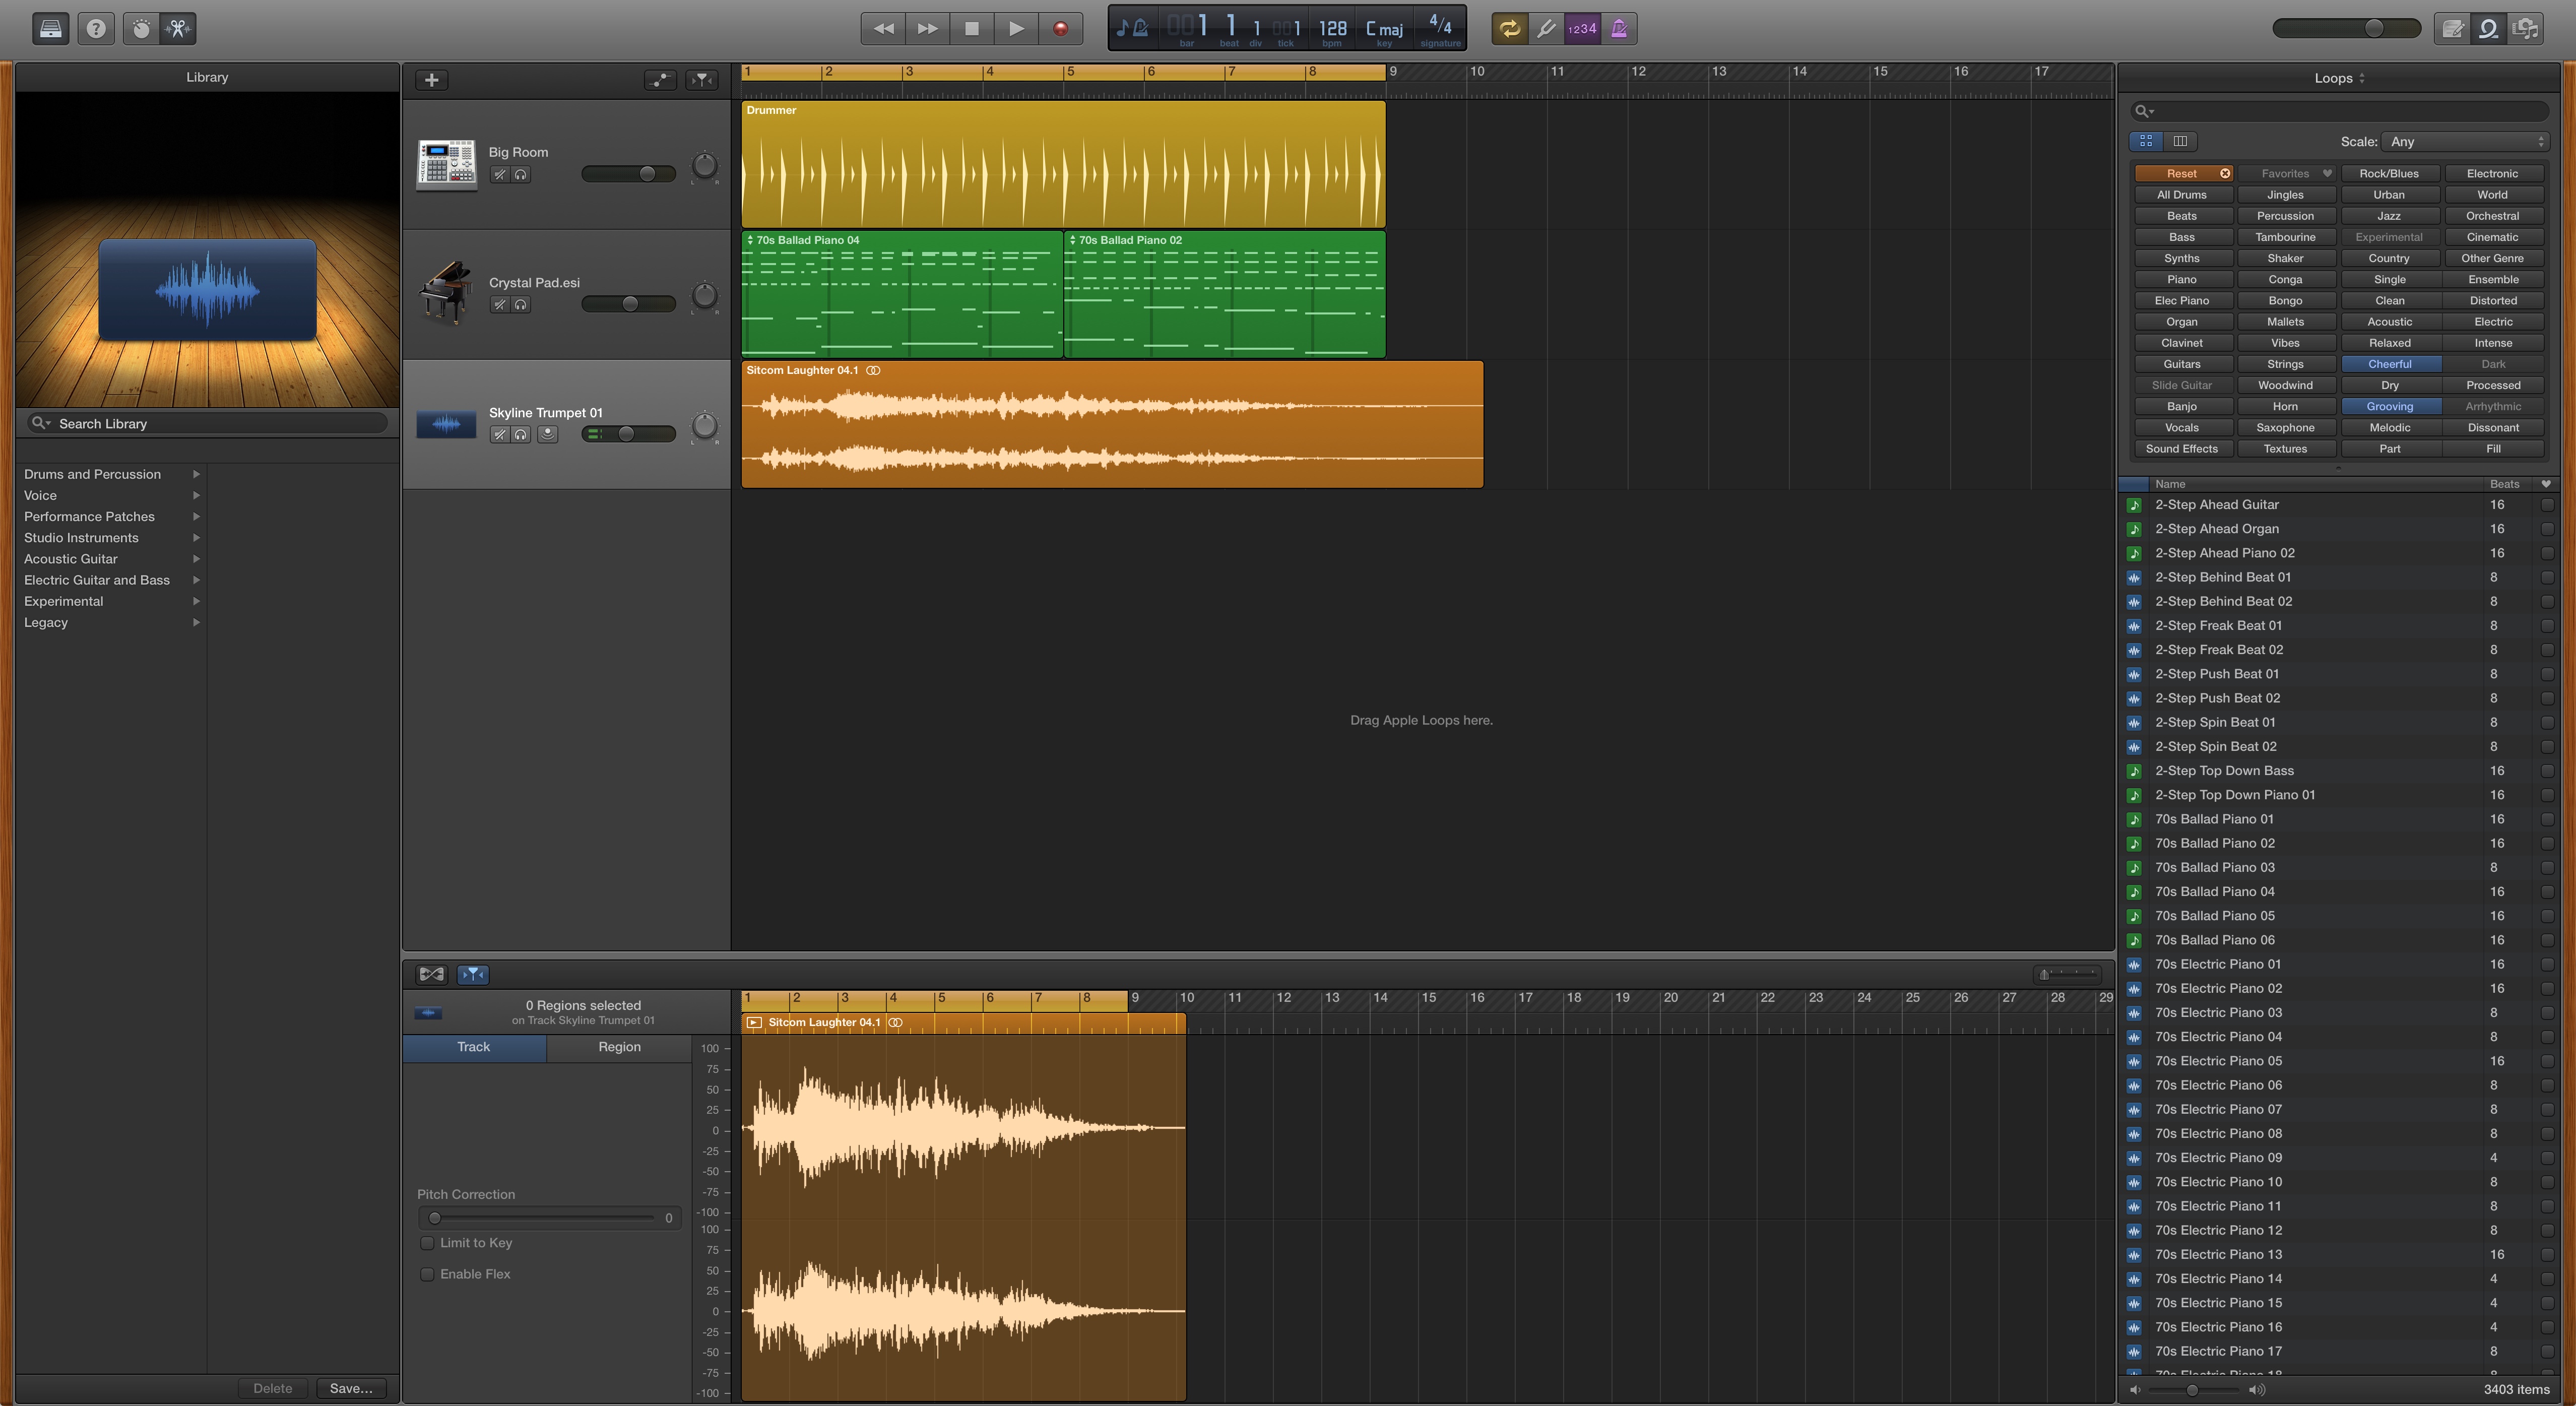 ?
001 1 1 001 128 Cmaj 4/4
bar beat div tick bpm key signature
1234
Library
Search Library
Drums and Percussion
Voice
Performance Patches
Studio Instruments
Acoustic Guitar
Electric Guitar and Bass
Experimental
Legacy
Delete Save...
1 2 3 4 5 6 7 8 9 10 11 12 13 14 15 16 17
Big Room
L R
Drummer
Crystal Pad.esi
L R
70s Ballad Piano 04 70s Ballad Piano 02
Skyline Trumpet 01
L R
Sitcom Laughter 04.1
Drag Apple Loops here.
0 Regions selected
on Track Skyline Trumpet 01
Track Region
Pitch Correction
0
Limit to Key
Enable Flex
1 2 3 4 5 6 7 8 9 10 11 12 13 14 15 16 17 18 19 20 21 22 23 24 25 26 27 28 29
Sitcom Laughter 04.1
100
75
50
25
0
-25
-50
-75
-100
100
75
50
25
0
-25
-50
-75
-100
Loops
Scale: Any
Reset Favorites Rock/Blues Electronic
All Drums Jingles Urban World
Beats Percussion Jazz Orchestral
Bass Tambourine Experimental Cinematic
Synths Shaker Country Other Genre
Piano Conga Single Ensemble
Elec Piano Bongo Clean Distorted
Organ Mallets Acoustic Electric
Clavinet Vibes Relaxed Intense
Guitars Strings Cheerful Dark
Slide Guitar Woodwind Dry Processed
Banjo Horn Grooving Arrhythmic
Vocals Saxophone Melodic Dissonant
Sound Effects Textures Part Fill
Name Beats
2-Step Ahead Guitar 16
2-Step Ahead Organ 16
2-Step Ahead Piano 02 16
2-Step Behind Beat 01 8
2-Step Behind Beat 02 8
2-Step Freak Beat 01 8
2-Step Freak Beat 02 8
2-Step Push Beat 01 8
2-Step Push Beat 02 8
2-Step Spin Beat 01 8
2-Step Spin Beat 02 8
2-Step Top Down Bass 16
2-Step Top Down Piano 01 16
70s Ballad Piano 01 16
70s Ballad Piano 02 16
70s Ballad Piano 03 8
70s Ballad Piano 04 16
70s Ballad Piano 05 16
70s Ballad Piano 06 16
70s Electric Piano 01 16
70s Electric Piano 02 16
70s Electric Piano 03 8
70s Electric Piano 04 8
70s Electric Piano 05 16
70s Electric Piano 06 8
70s Electric Piano 07 8
70s Electric Piano 08 8
70s Electric Piano 09 4
70s Electric Piano 10 8
70s Electric Piano 11 8
70s Electric Piano 12 8
70s Electric Piano 13 16
70s Electric Piano 14 4
70s Electric Piano 15 4
70s Electric Piano 16 4
70s Electric Piano 17 8
3403 items